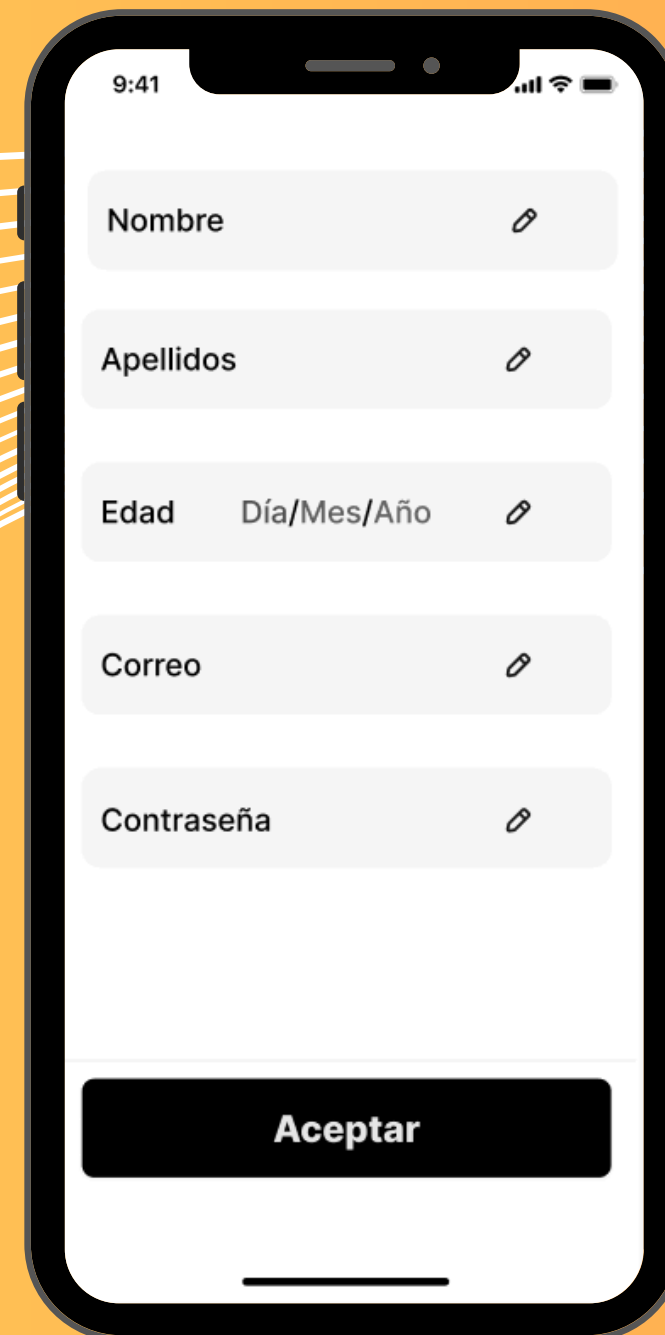 9:41
Nombre
Apellidos
Edad Día/Mes/Año
Correo
Contraseña
Aceptar